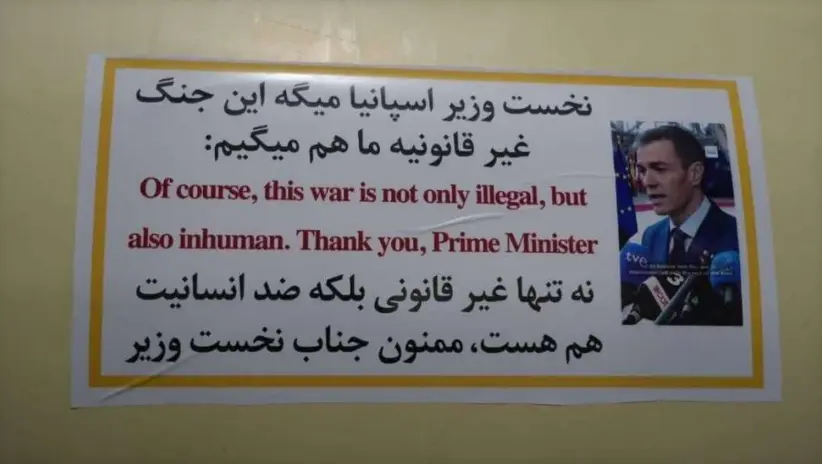 نخست وزیر اسپانیا میگه این جنگ
غیر قانونیه ما هم میگیم:
Of course, this war is not only illegal, but
also inhuman. Thank you, Prime Minister
نه تنها غیر قانونی بلکه ضد انسانیت
هم هست، ممنون جناب نخست وزیر
tve
3